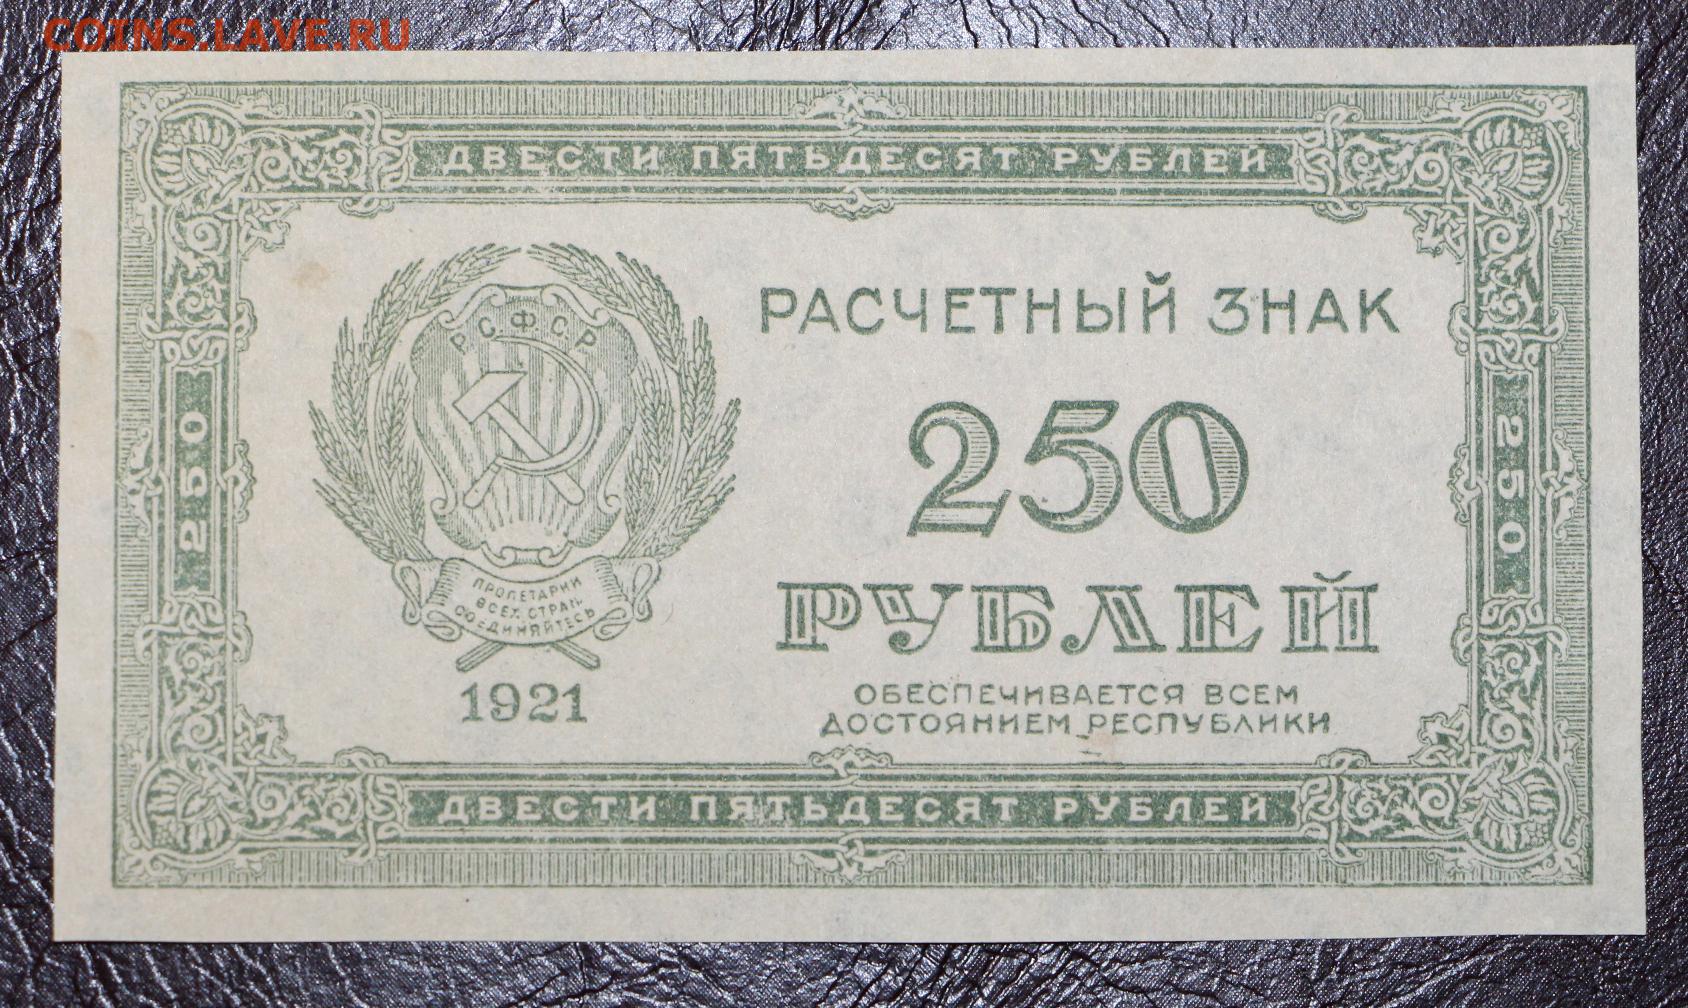 COINS.LAVE.RU
ДВЕСТИ ПЯТЬДЕСЯТ РУБЛЕЙ
РСФСР
РАСЧЕТНЫЙ ЗНАК
250
250
250
РУБЛЕЙ
ПРОЛЕТАРИИ
ВСЕХ СТРАН,
СОЕДИНЯЙТЕСЬ
1921
ОБЕСПЕЧИВАЕТСЯ ВСЕМ
ДОСТОЯНИЕМ РЕСПУБЛИКИ
ДВЕСТИ ПЯТЬДЕСЯТ РУБЛЕЙ